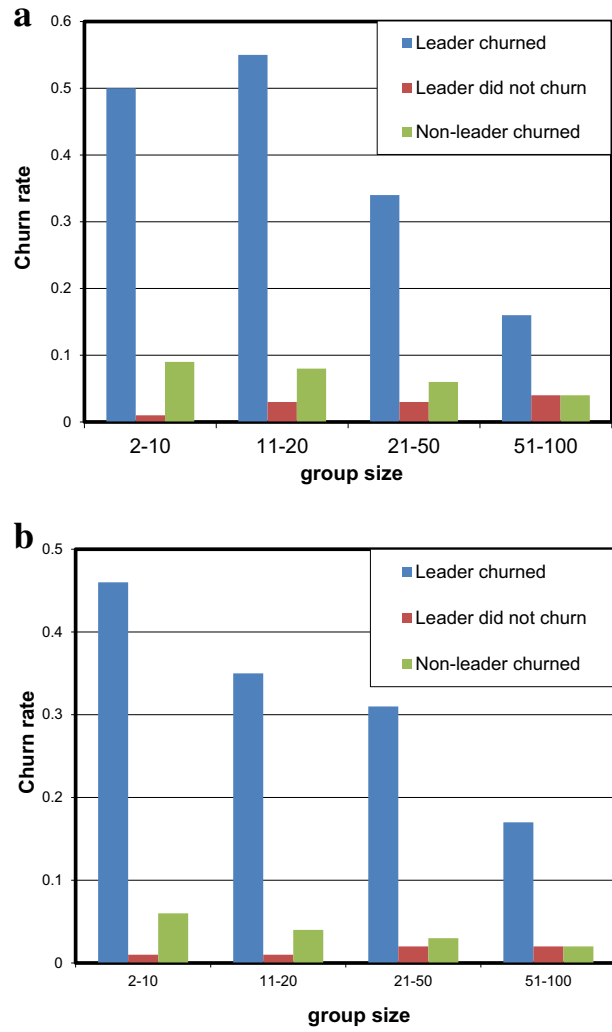 a
0.6
0.5
0.4
0.3
0.2
0.1
0
Churn rate
Leader churned
Leader did not churn
Non-leader churned
2-10 11-20 21-50 51-100
group size
b
0.5
0.4
0.3
0.2
0.1
0
Churn rate
Leader churned
Leader did not churn
Non-leader churned
2-10 11-20 21-50 51-100
group size